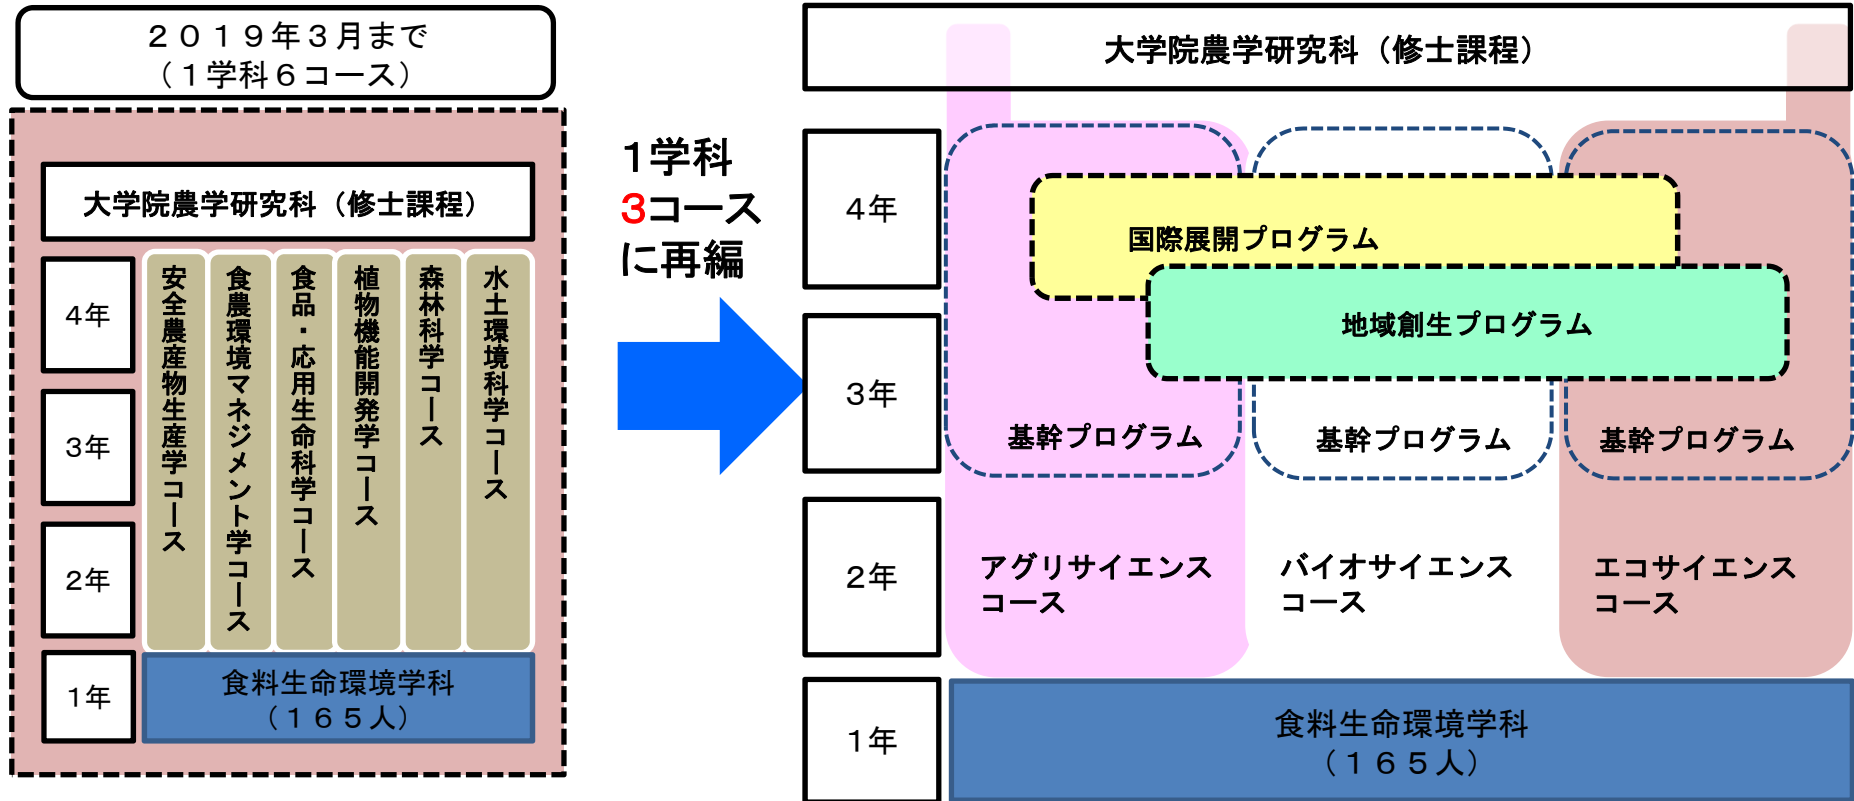 ２０１９年３月まで
（１学科６コース）
大学院農学研究科（修士課程）
4年
3年
2年
1年
安全農産物生産学コース
食農環境マネジメント学コース
食品・応用生命科学コース
植物機能開発学コース
森林科学コース
水土環境科学コース
食料生命環境学科
（１６５人）
1学科
3コース
に再編
大学院農学研究科（修士課程）
４年
３年
２年
１年
国際展開プログラム
地域創生プログラム
基幹プログラム
基幹プログラム
基幹プログラム
アグリサイエンス
コース
バイオサイエンス
コース
エコサイエンス
コース
食料生命環境学科
（１６５人）